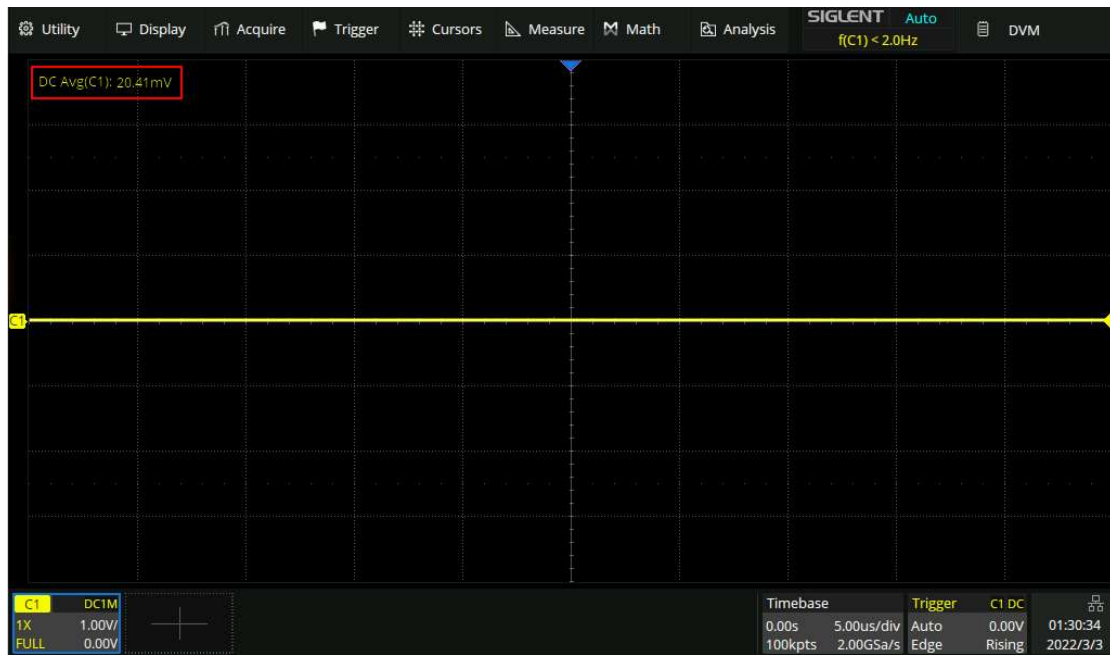 Utility Display Acquire Trigger Cursors Measure Math Analysis
SIGLENT Auto
f(C1) < 2.0Hz
DVM
DC Avg(C1): 20.41mV
C1
C1 DC1M
1X 1.00V/
FULL 0.00V
Timebase
0.00s 5.00us/div
100kpts 2.00GSa/s
Trigger C1 DC
Auto 0.00V
Edge Rising
01:30:34
2022/3/3